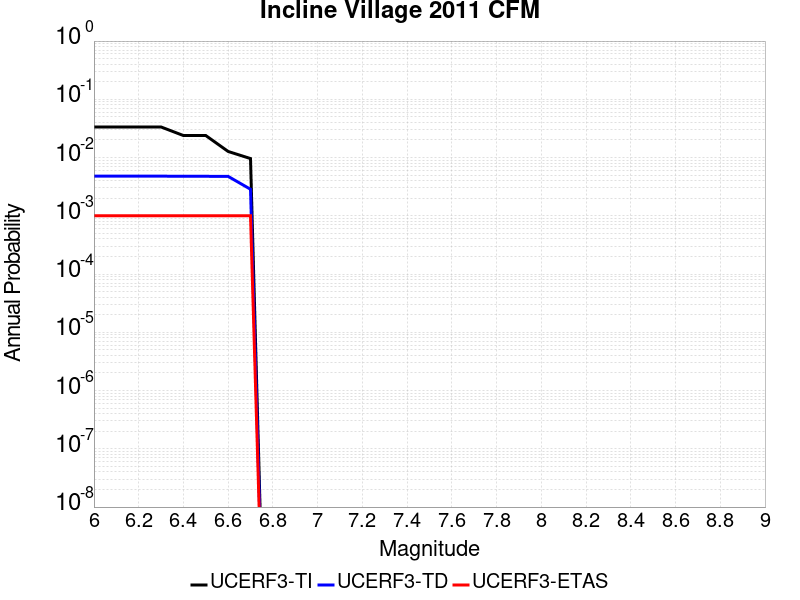 Incline Village 2011 CFM
10^0
10^-1
10^-2
10^-3
10^-4
10^-5
10^-6
10^-7
10^-8
Annual Probability
6 6.2 6.4 6.6 6.8 7 7.2 7.4 7.6 7.8 8 8.2 8.4 8.6 8.8 9
Magnitude
UCERF3-TI UCERF3-TD UCERF3-ETAS